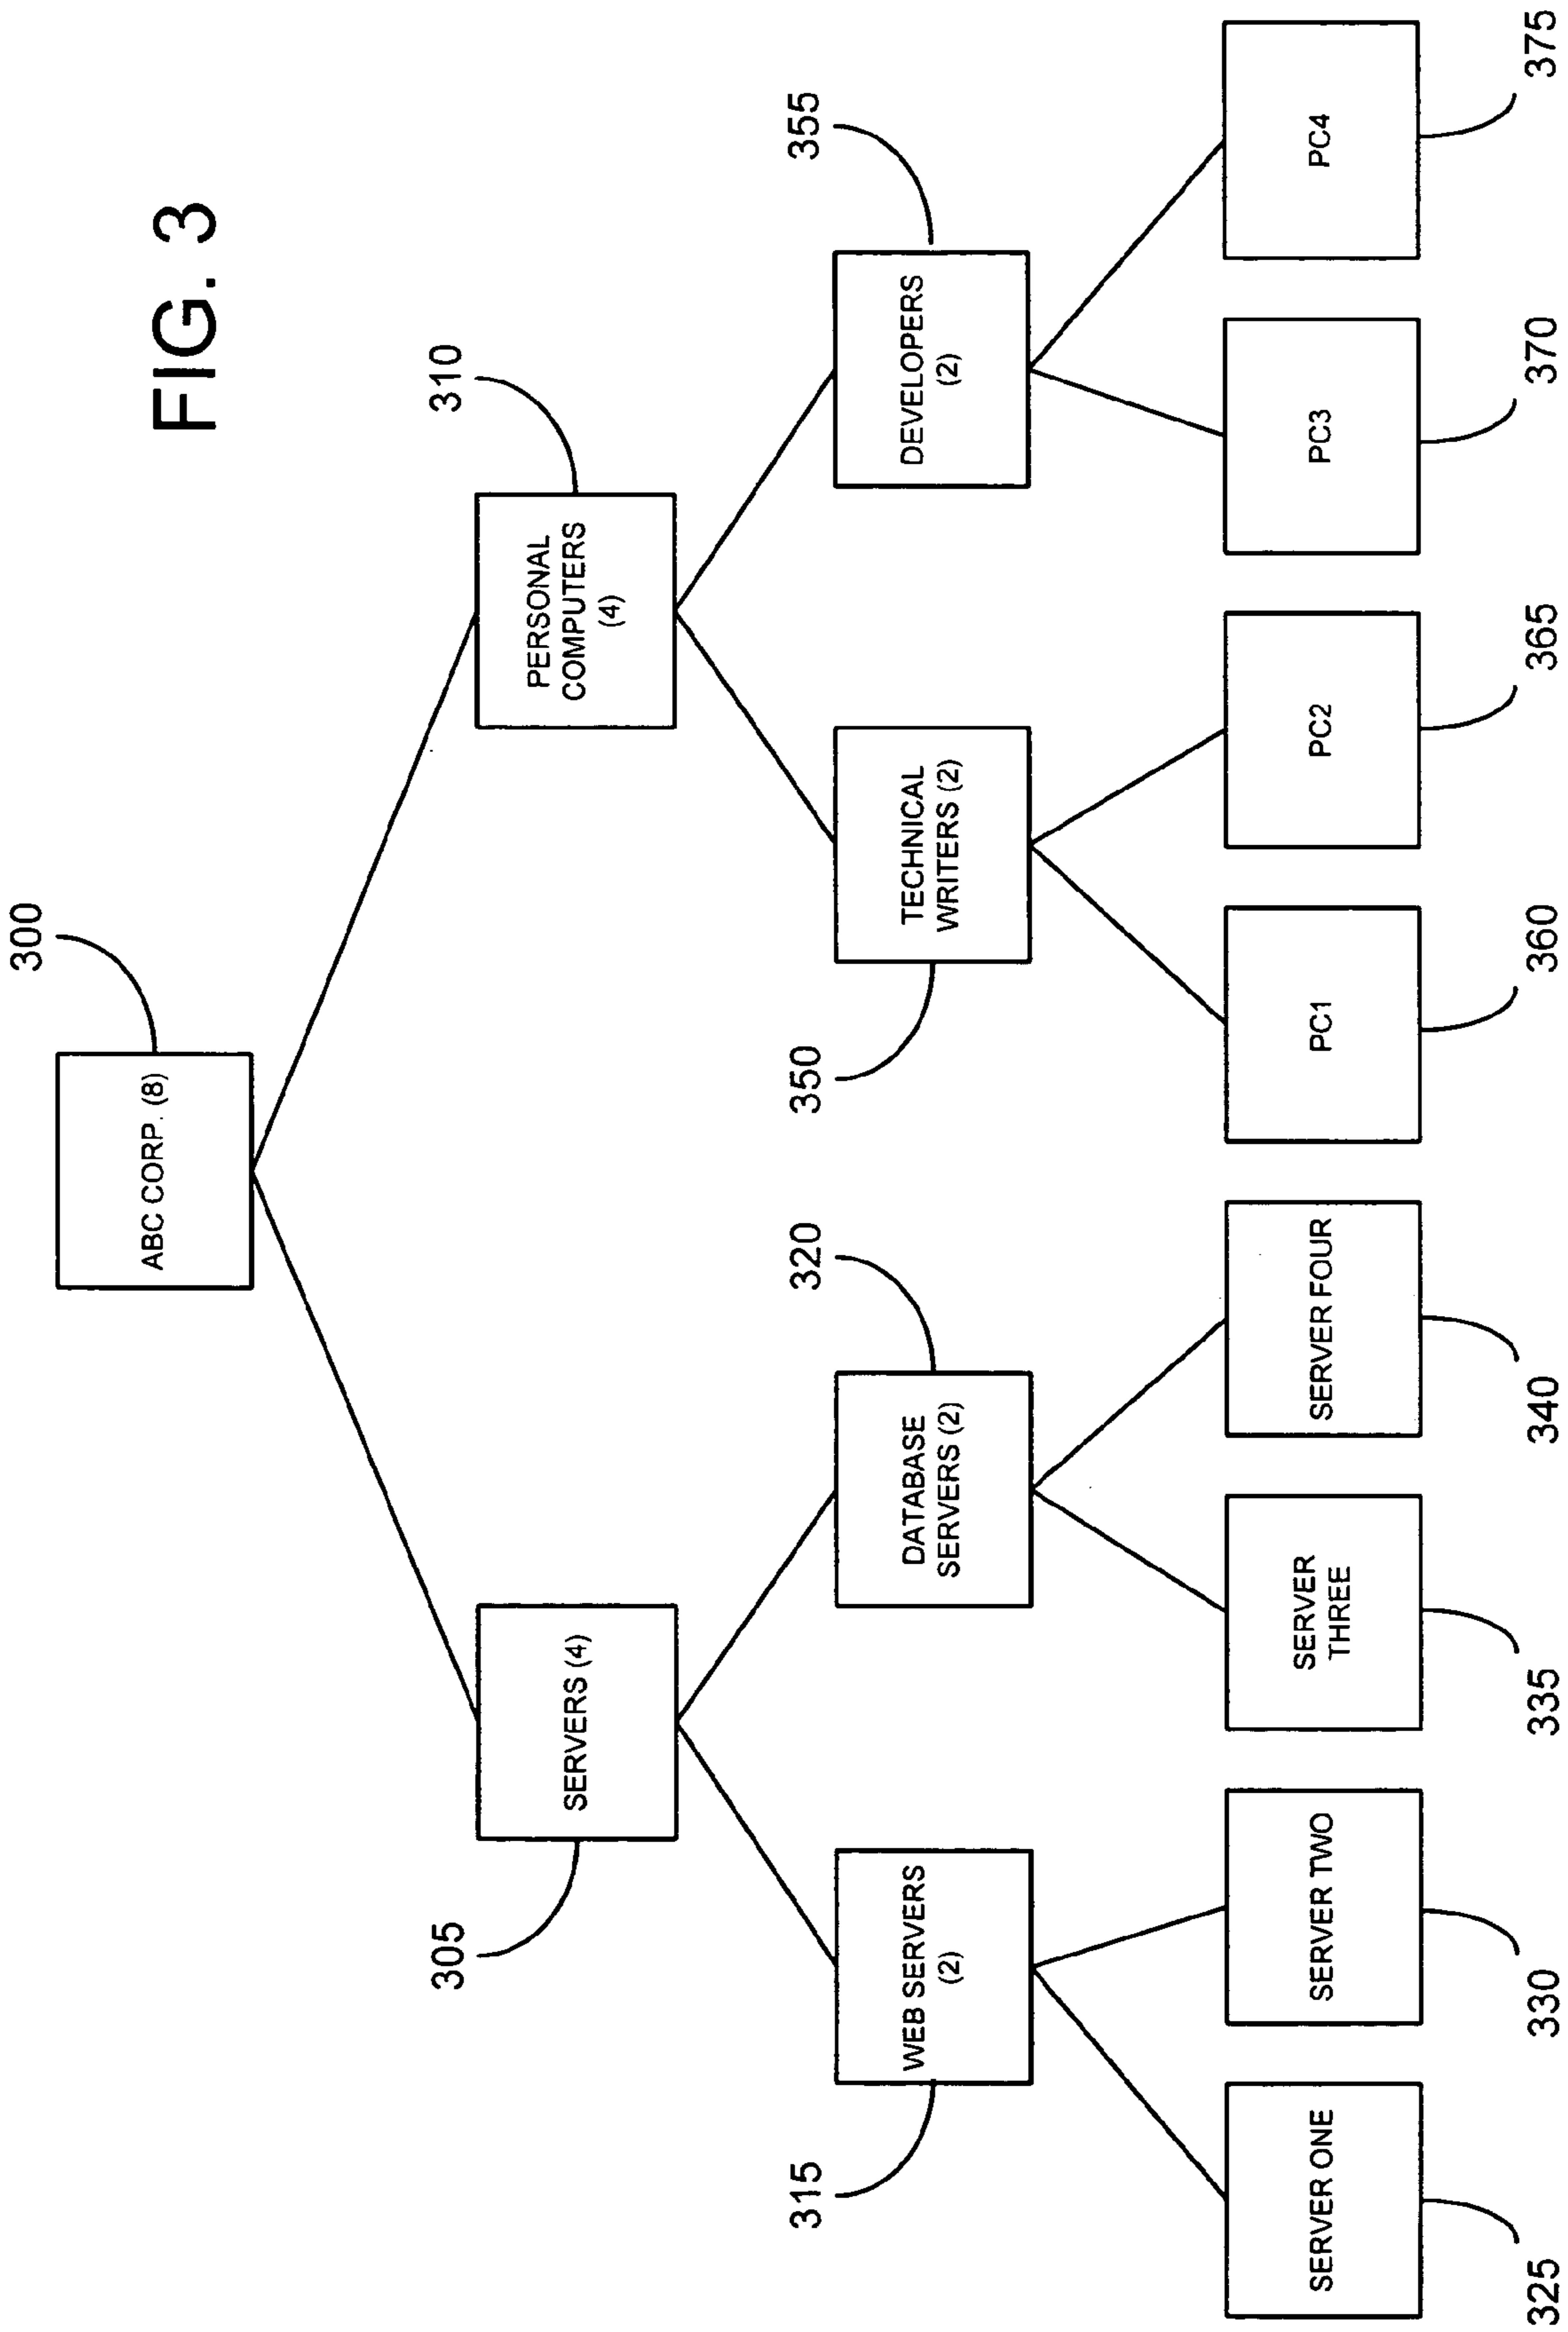 FIG. 3
300
ABC CORP. (8)
305
SERVERS (4)
310
PERSONAL
COMPUTERS
(4)
315
WEB SERVERS
(2)
320
DATABASE
SERVERS (2)
350
TECHNICAL
WRITERS (2)
355
DEVELOPERS
(2)
SERVER ONE
SERVER TWO
SERVER
THREE
SERVER FOUR
PC1
PC2
PC3
PC4
325
330
335
340
360
365
370
375